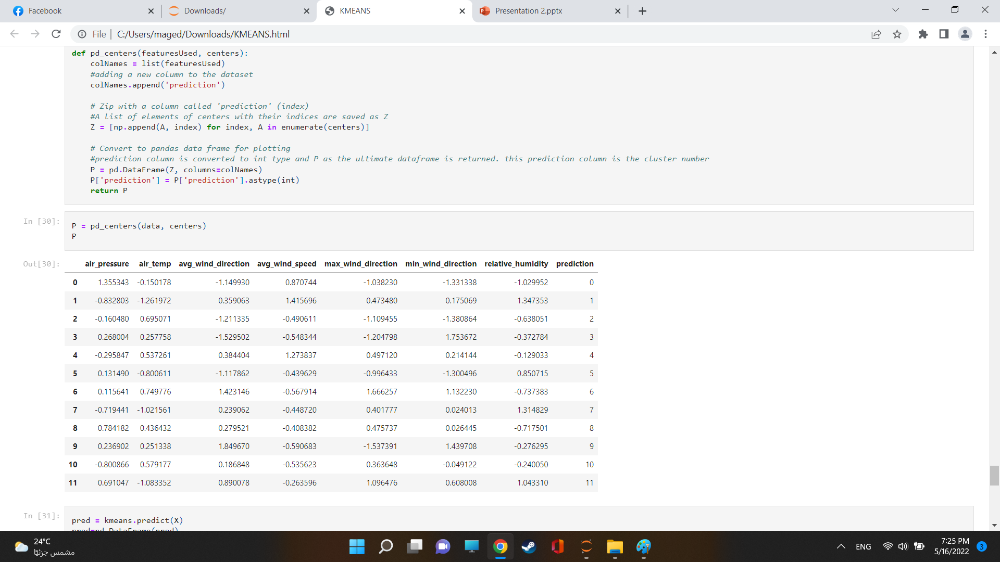 Facebook
Downloads/
KMEANS
Presentation 2.pptx
File
C:/Users/maged/Downloads/KMEANS.html
def pd_centers(featuresUsed, centers):
colNames = list(featuresUsed)
#adding a new column to the dataset
colNames.append('prediction')
# Zip with a column called 'prediction' (index)
#A list of elements of centers with their indices are saved as Z
Z = [np.append(A, index) for index, A in enumerate(centers)]
# Convert to pandas data frame for plotting
#prediction column is converted to int type and P as the ultimate dataframe is returned. this prediction column is the cluster number
P = pd.DataFrame(Z, columns=colNames)
P['prediction'] = P['prediction'].astype(int)
return P
In [30]:
P = pd_centers(data, centers)
P
Out[30]:
air_pressure air_temp avg_wind_direction avg_wind_speed max_wind_direction min_wind_direction relative_humidity prediction
0 1.355343 -0.150178 -1.149930 0.870744 -1.038230 -1.331338 -1.029952 0
1 -0.832803 -1.261972 0.359063 1.415696 0.473480 0.175069 1.347353 1
2 -0.160480 0.695071 -1.211335 -0.490611 -1.109455 -1.380864 -0.638051 2
3 0.268004 0.257758 -1.529502 -0.548344 -1.204798 1.753672 -0.372784 3
4 -0.295847 0.537261 0.384404 1.273837 0.497120 0.214144 -0.129033 4
5 0.131490 -0.800611 -1.117862 -0.439629 -0.996433 -1.300496 0.850715 5
6 0.115641 0.749776 1.423146 -0.567914 1.666257 1.132230 -0.737383 6
7 -0.719441 -1.021561 0.239062 -0.448720 0.401777 0.024013 1.314829 7
8 0.784182 0.436432 0.279521 -0.408382 0.475737 0.026445 -0.717501 8
9 0.236902 0.251338 1.849670 -0.590683 -1.537391 1.439708 -0.276295 9
10 -0.800866 0.579177 0.186848 -0.535623 0.363648 -0.049122 -0.240050 10
11 0.691047 -1.083352 0.890078 -0.263596 1.096476 0.608008 1.043310 11
In [31]:
pred = kmeans.predict(X)
pred=pd.DataFrame(pred)
24°C
مشمس جزئيًا
ENG
7:25 PM
5/16/2022
3